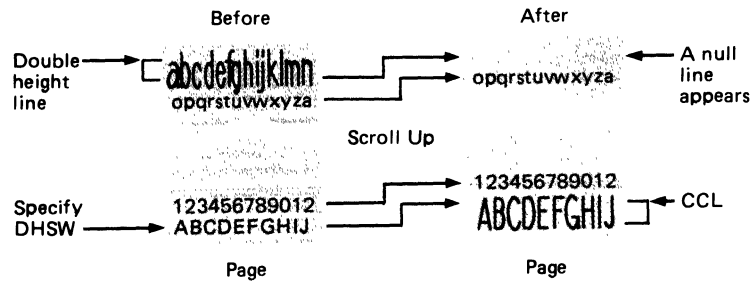 Before
After
Double
height
line
abcdefghijklmn
opqrstuvwxyza
opqrstuvwxyza
A null
line
appears
Scroll Up
Specify
DHSW
123456789012
ABCDEFGHIJ
123456789012
ABCDEFGHIJ
CCL
Page
Page